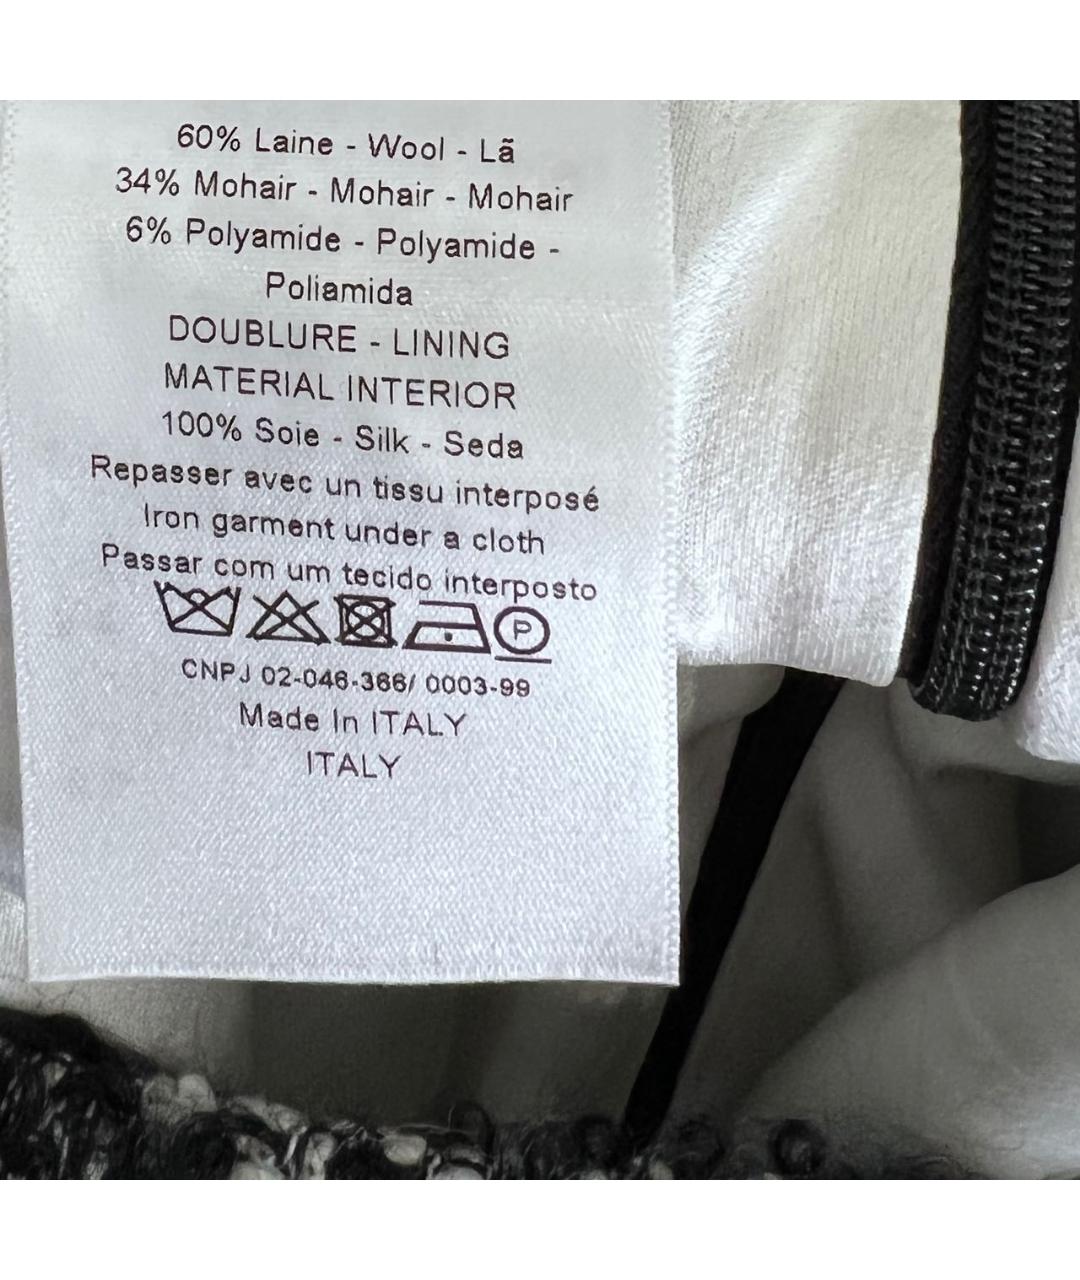 60% Laine - Wool - Lã
34% Mohair - Mohair - Mohair
6% Polyamide - Polyamide -
Poliamida
DOUBLURE - LINING
MATERIAL INTERIOR
100% Soie - Silk - Seda
Repasser avec un tissu interposé
Iron garment under a cloth
Passar com um tecido interposto
P
CNPJ 02-046-366/ 0003-99
Made In ITALY
ITALY